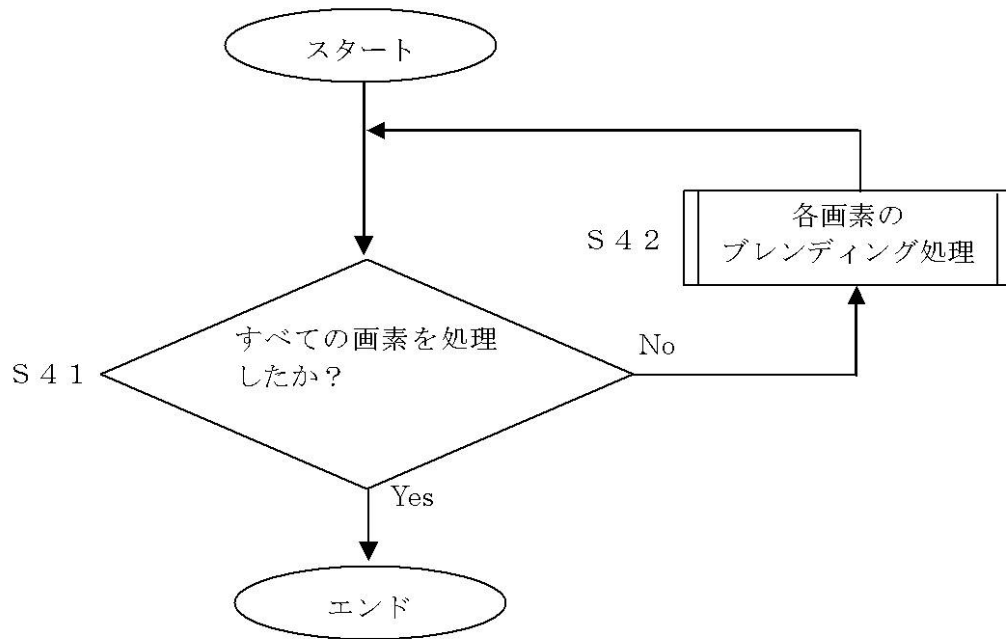 スタート
各画素の
ブレンディング処理
Ｓ４２
すべての画素を処理
したか？
No
Ｓ４１
Yes
エンド